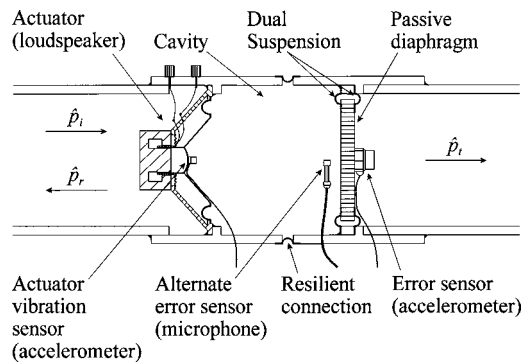 Actuator
(loudspeaker)
Cavity
Dual
Suspension
Passive
diaphragm
p̂i
p̂r
p̂t
Actuator
vibration
sensor
(accelerometer)
Alternate
error sensor
(microphone)
Resilient
connection
Error sensor
(accelerometer)